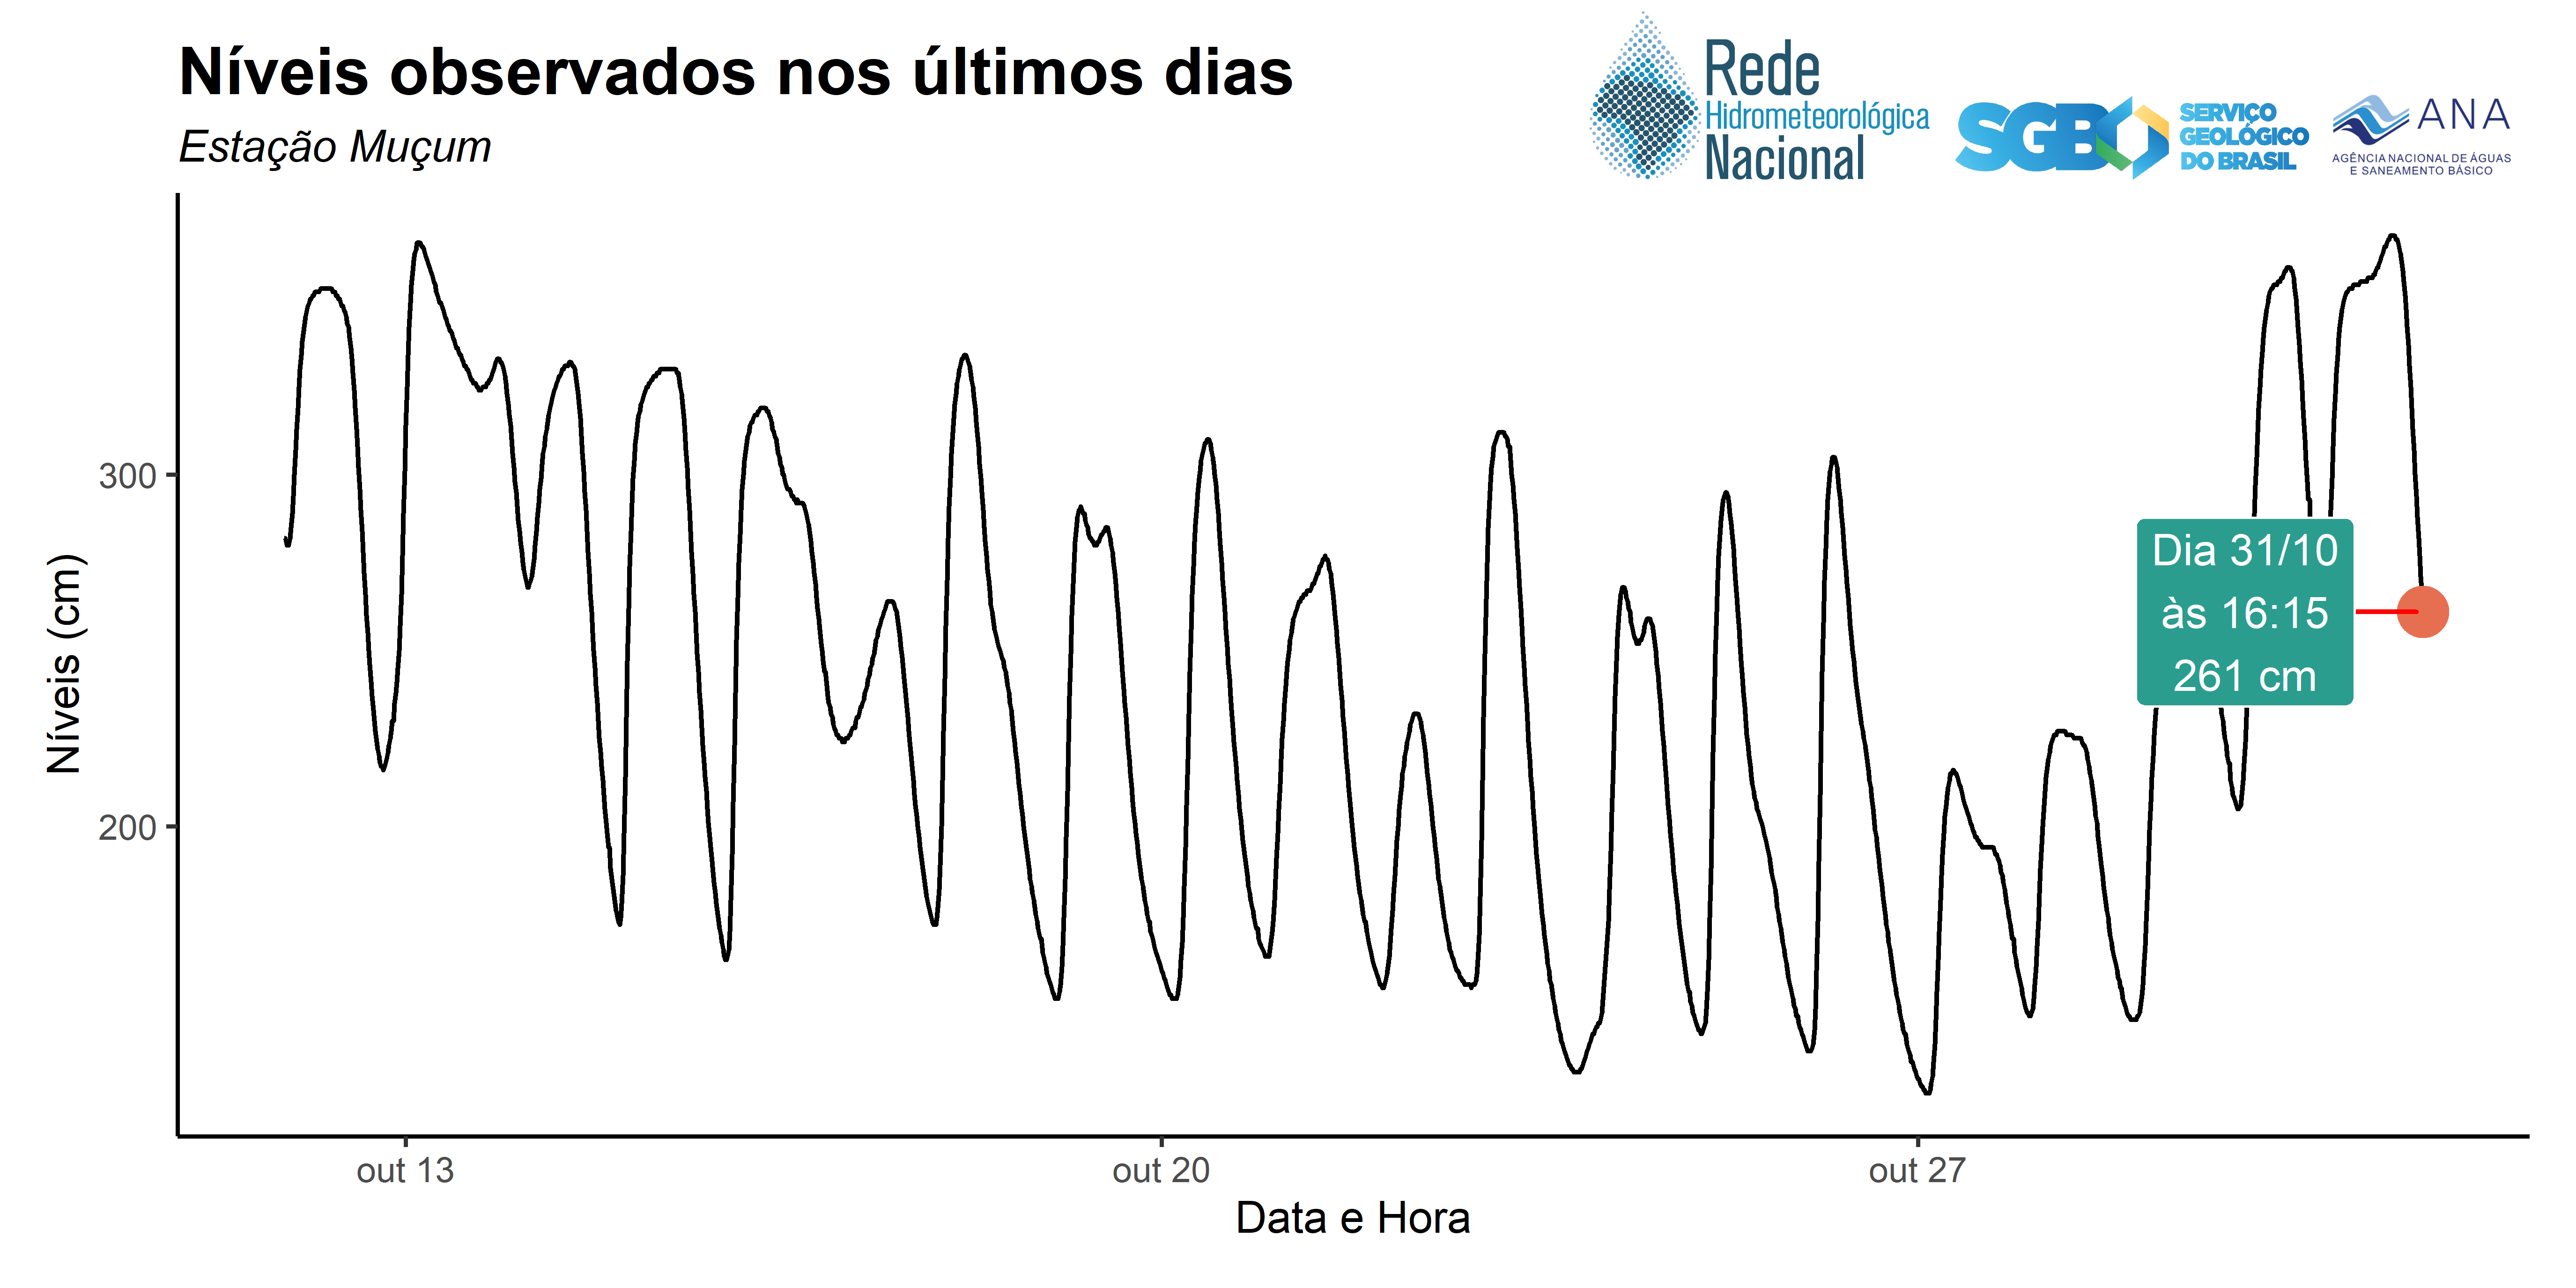 Níveis observados nos últimos dias
Estação Muçum
Rede
Hidrometeorológica
Nacional
SGB
SERVIÇO
GEOLÓGICO
DO BRASIL
ANA
AGÊNCIA NACIONAL DE ÁGUAS
E SANEAMENTO BÁSICO
Níveis (cm)
300
200
Dia 31/10
às 16:15
261 cm
out 13
out 20
out 27
Data e Hora